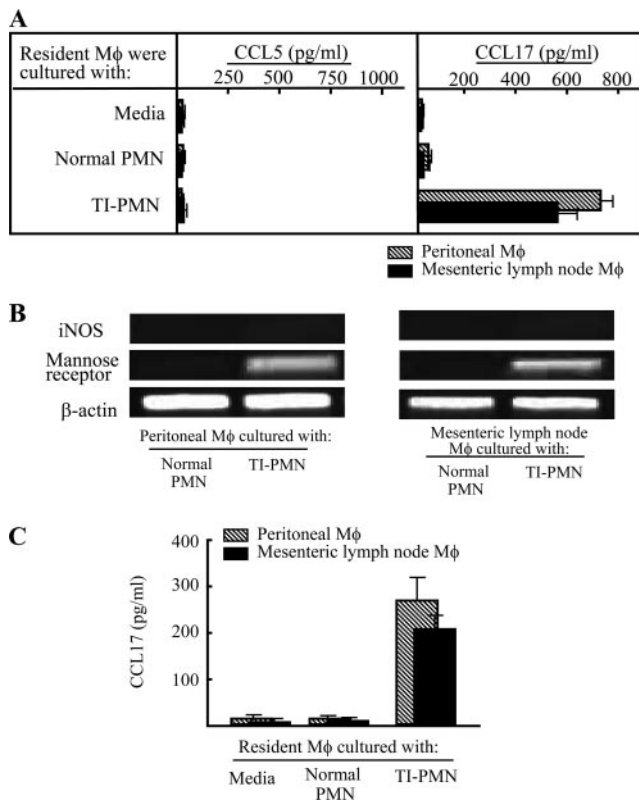 A
Resident Mϕ were
cultured with:
CCL5 (pg/ml)
250 500 750 1000
CCL17 (pg/ml)
200 400 600 800
Media
Normal PMN
TI-PMN
Peritoneal Mϕ
Mesenteric lymph node Mϕ
B
iNOS
Mannose
receptor
β-actin
Peritoneal Mϕ cultured with:
Normal
PMN
TI-PMN
Mesenteric lymph node
Mϕ cultured with:
Normal
PMN
TI-PMN
C
Peritoneal Mϕ
Mesenteric lymph node Mϕ
CCL17 (pg/ml)
400
300
200
100
Resident Mϕ cultured with:
Media
Normal
PMN
TI-PMN